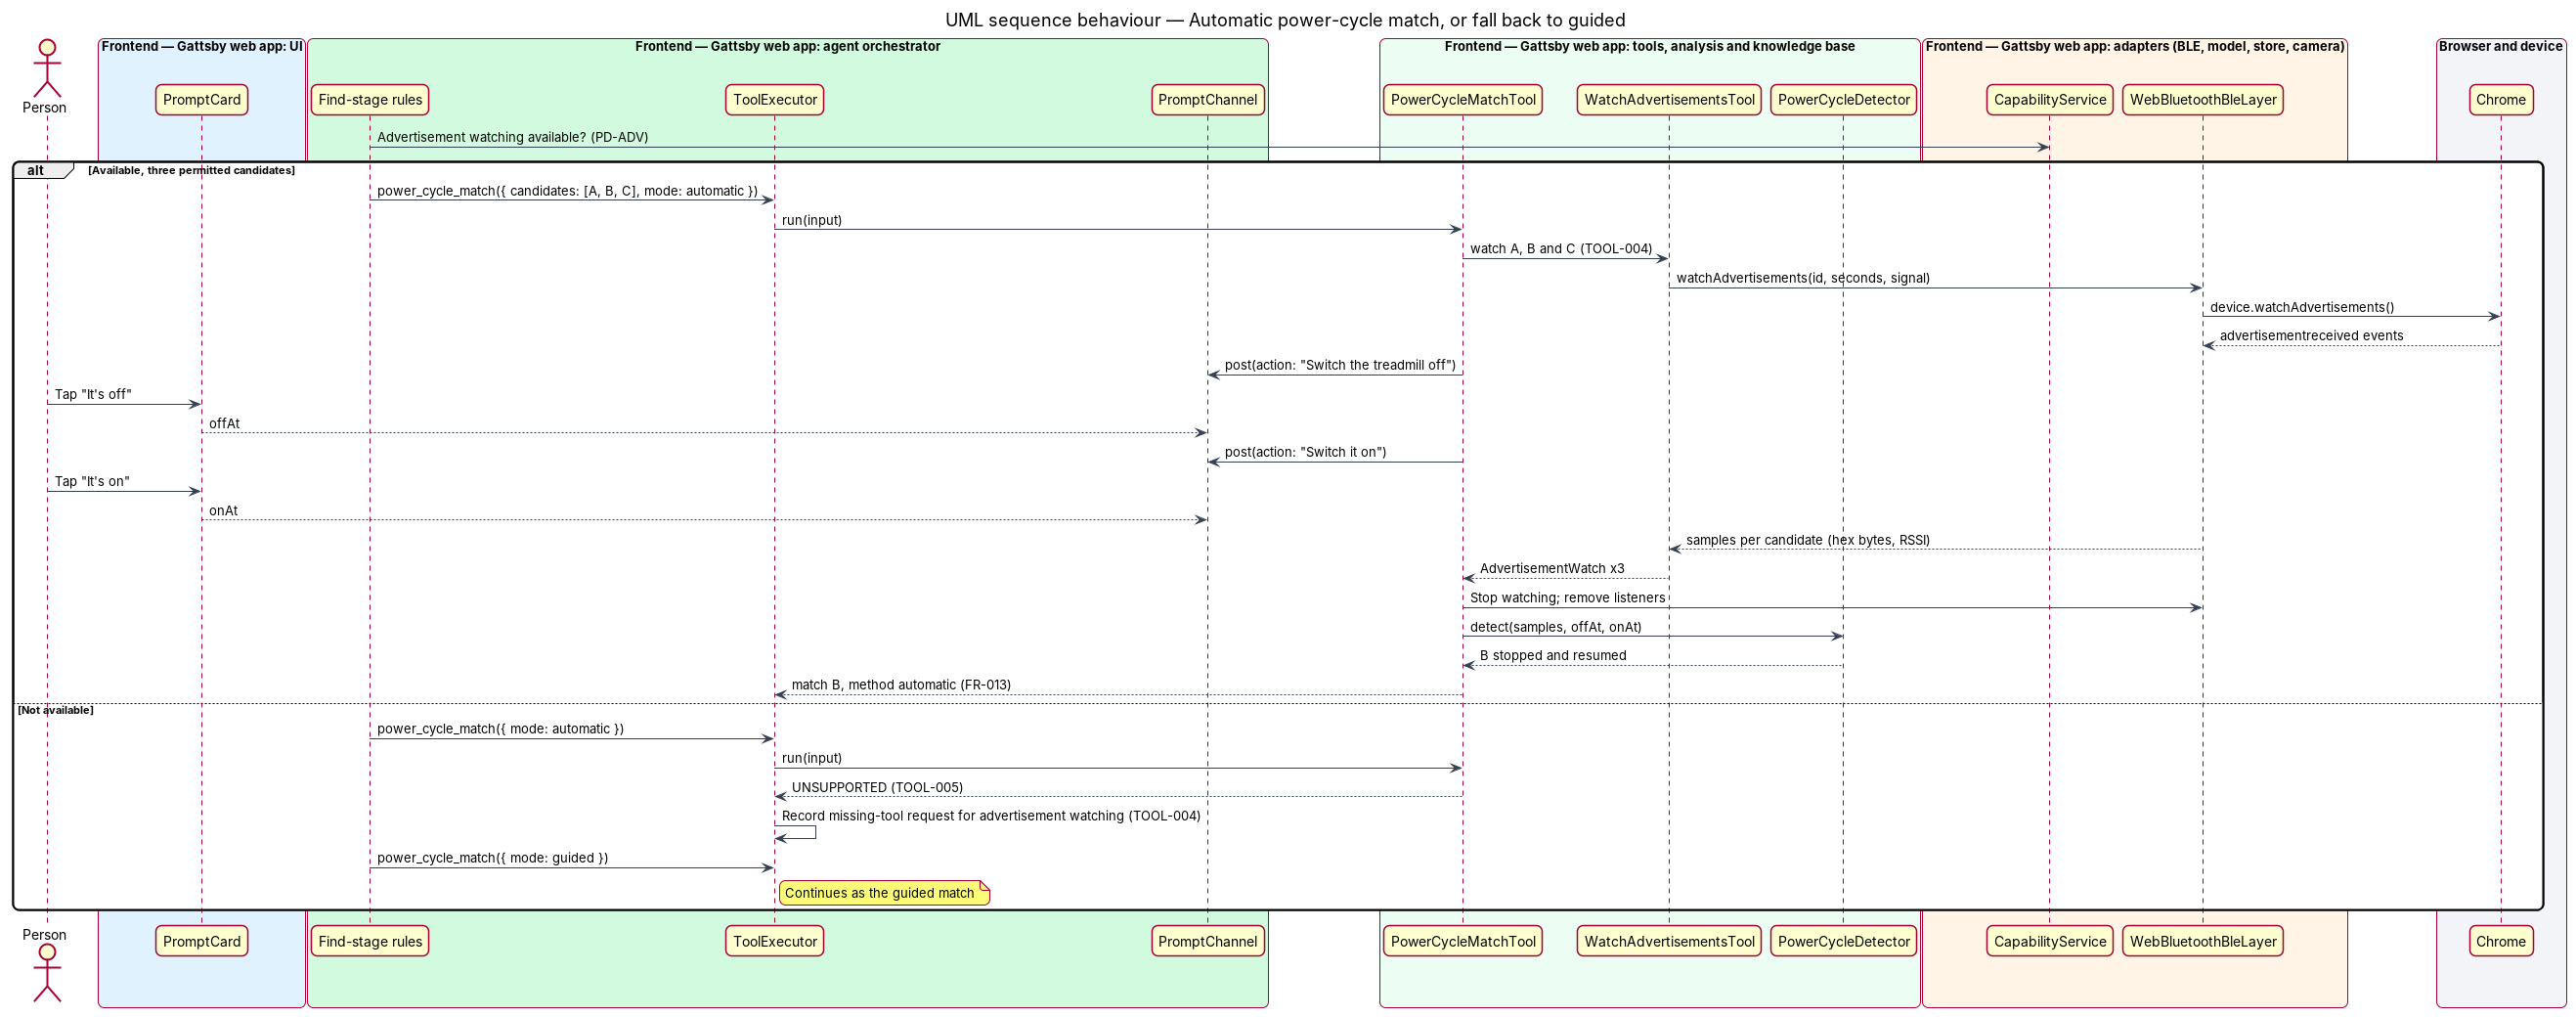 UML sequence behaviour — Automatic power-cycle match, or fall back to guided
Frontend — Gattsby web app: UI
Frontend — Gattsby web app: agent orchestrator
Frontend — Gattsby web app: tools, analysis and knowledge base
Frontend — Gattsby web app: adapters (BLE, model, store, camera)
Browser and device
Person
PromptCard
Find-stage rules
ToolExecutor
PromptChannel
PowerCycleMatchTool
WatchAdvertisementsTool
PowerCycleDetector
CapabilityService
WebBluetoothBleLayer
Chrome
Advertisement watching available? (PD-ADV)
alt
[Available, three permitted candidates]
power_cycle_match({ candidates: [A, B, C], mode: automatic })
run(input)
watch A, B and C (TOOL-004)
watchAdvertisements(id, seconds, signal)
device.watchAdvertisements()
advertisementreceived events
post(action: "Switch the treadmill off")
Tap "It's off"
offAt
post(action: "Switch it on")
Tap "It's on"
onAt
samples per candidate (hex bytes, RSSI)
AdvertisementWatch x3
Stop watching; remove listeners
detect(samples, offAt, onAt)
B stopped and resumed
match B, method automatic (FR-013)
[Not available]
power_cycle_match({ mode: automatic })
run(input)
UNSUPPORTED (TOOL-005)
Record missing-tool request for advertisement watching (TOOL-004)
power_cycle_match({ mode: guided })
Continues as the guided match
Person
PromptCard
Find-stage rules
ToolExecutor
PromptChannel
PowerCycleMatchTool
WatchAdvertisementsTool
PowerCycleDetector
CapabilityService
WebBluetoothBleLayer
Chrome